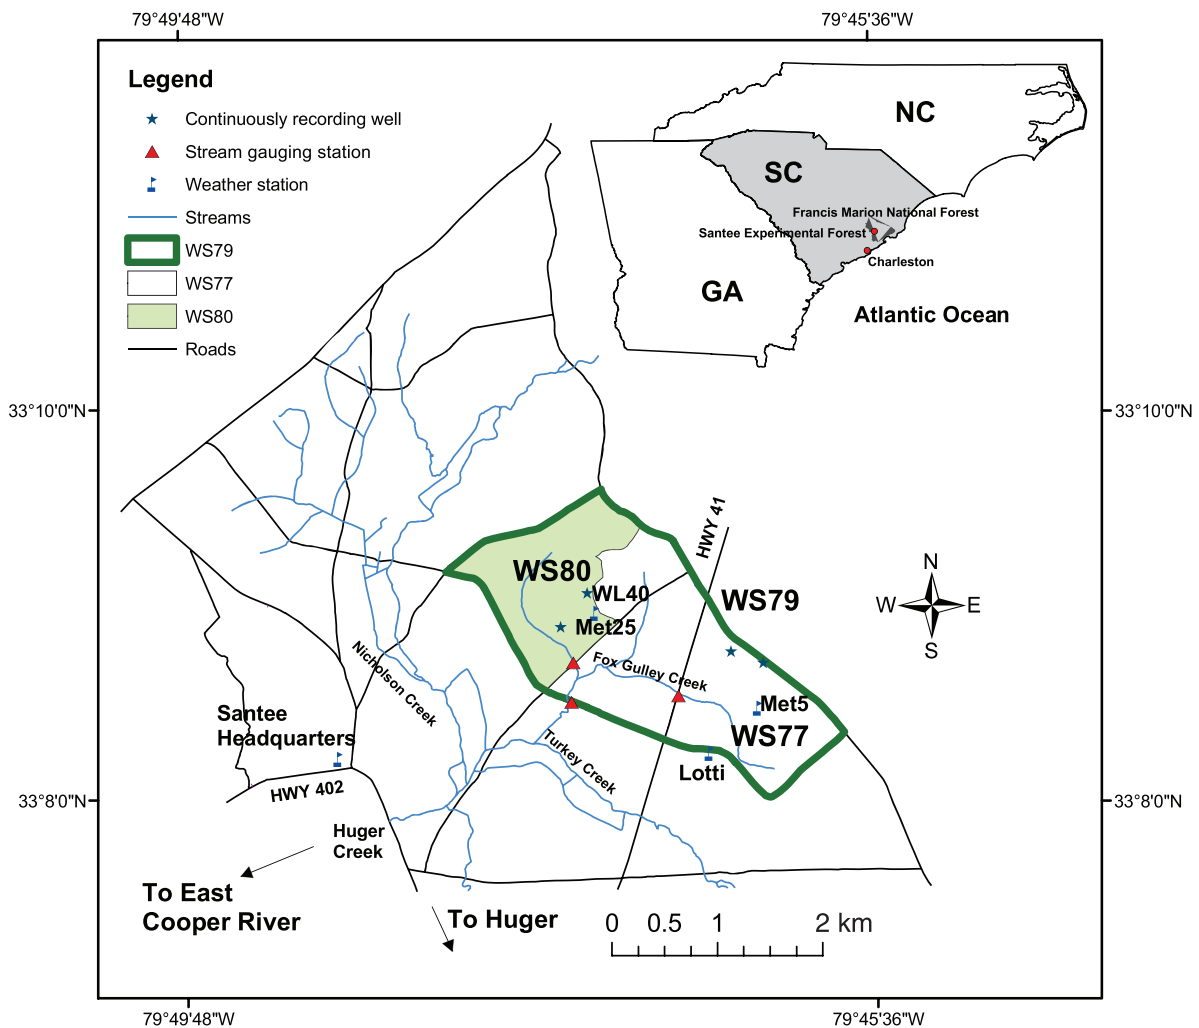 79°49'48"W
79°45'36"W
Legend
Continuously recording well
Stream gauging station
Weather station
Streams
WS79
WS77
WS80
Roads
NC
SC
Francis Marion National Forest
Santee Experimental Forest
Charleston
GA
Atlantic Ocean
33°10'0"N
33°10'0"N
HWY 41
WS80
WL40
WS79
Met25
N
W
E
S
Fox Gulley Creek
Nicholson Creek
Met5
WS77
Santee
Headquarters
Turkey Creek
Lotti
HWY 402
33°8'0"N
33°8'0"N
Huger
Creek
To East
Cooper River
To Huger
0 0.5 1 2 km
79°49'48"W
79°45'36"W